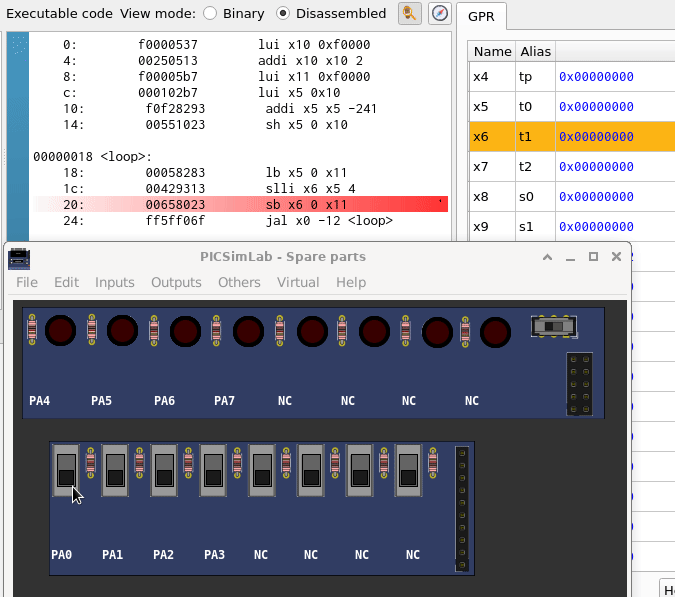 Executable code View mode: Binary Disassembled
0: f0000537 lui x10 0xf0000
4: 00250513 addi x10 x10 2
8: f00005b7 lui x11 0xf0000
c: 000102b7 lui x5 0x10
10: f0f28293 addi x5 x5 -241
14: 00551023 sh x5 0 x10
00000018 <loop>:
18: 00058283 lb x5 0 x11
1c: 00429313 slli x6 x5 4
20: 00658023 sb x6 0 x11
24: ff5ff06f jal x0 -12 <loop>
GPR
Name Alias
x4 tp 0x00000000
x5 t0 0x00000000
x6 t1 0x00000000
x7 t2 0x00000000
x8 s0 0x00000000
x9 s1 0x00000000
PICSimLab - Spare parts
File Edit Inputs Outputs Others Virtual Help
PA4 PA5 PA6 PA7 NC NC NC NC
PA0 PA1 PA2 PA3 NC NC NC NC